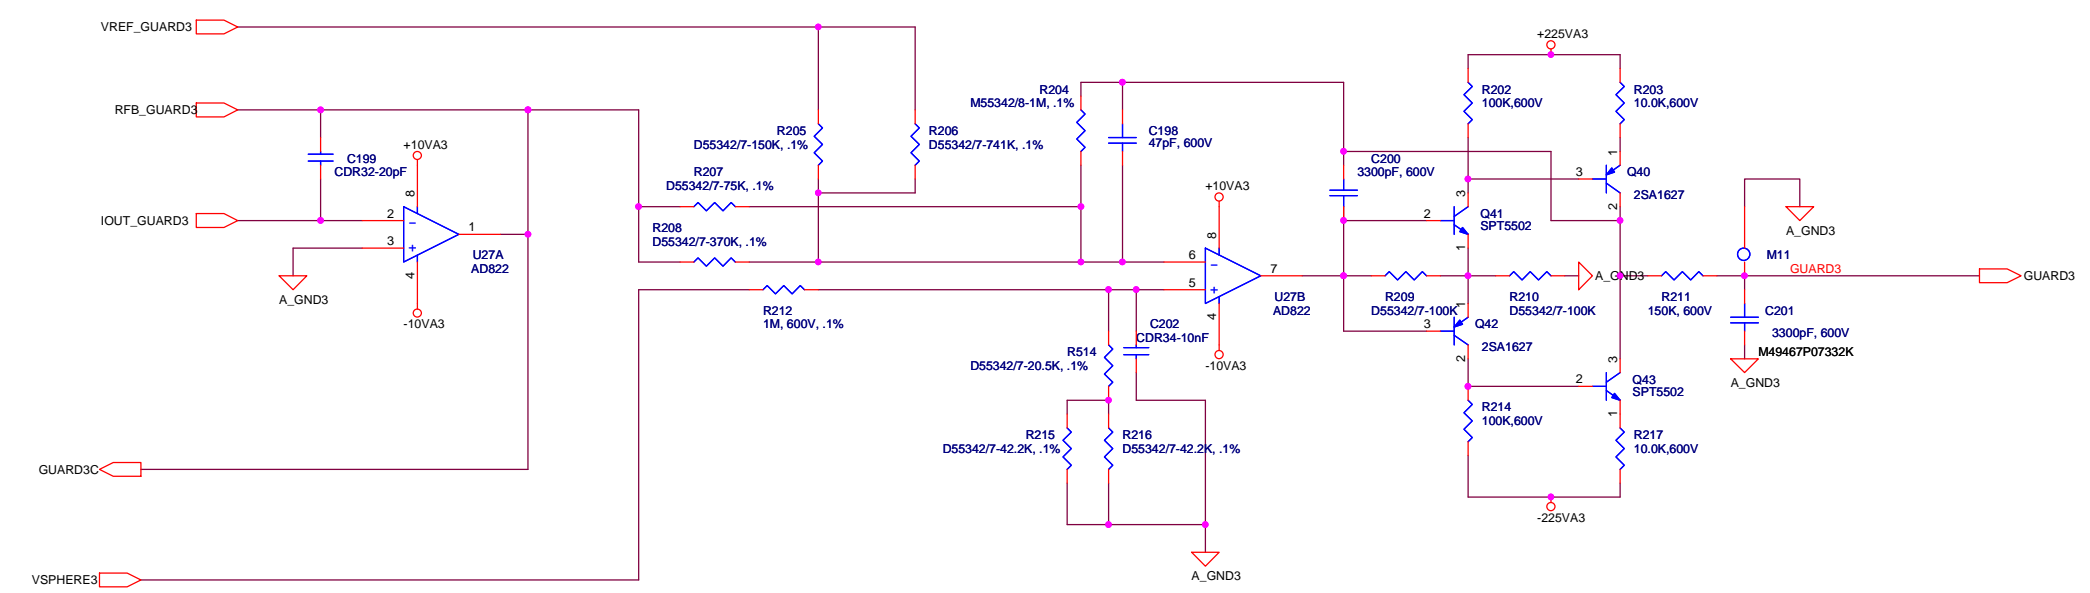 VREF_GUARD3
+225VA3
R204
M55342/8-1M, .1%
R202
100K,600V
R203
10.0K,600V
RFB_GUARD3
R205
D55342/7-150K, .1%
R206
D55342/7-741K, .1%
C198
47pF, 600V
+10VA3
C199
CDR32-20pF
R207
D55342/7-75K, .1%
C200
3300pF, 600V
1
3
Q40
2SA1627
2
8
IOUT_GUARD3
2
3
1
4
U27A
AD822
A_GND3
-10VA3
R208
D55342/7-370K, .1%
+10VA3
8
6
5
7
4
U27B
AD822
-10VA3
3
2
Q41
SPT5502
1
A_GND3
M11
GUARD3
GUARD3
R209
D55342/7-100K
R210
D55342/7-100K
A_GND3
R211
150K, 600V
C201
3300pF, 600V
M49467P07332K
A_GND3
R212
1M, 600V, .1%
C202
CDR34-10nF
1
3
Q42
2SA1627
2
R514
D55342/7-20.5K, .1%
3
2
Q43
SPT5502
1
R214
100K,600V
R215
D55342/7-42.2K, .1%
R216
D55342/7-42.2K, .1%
R217
10.0K,600V
GUARD3C
-225VA3
VSPHERE3
A_GND3